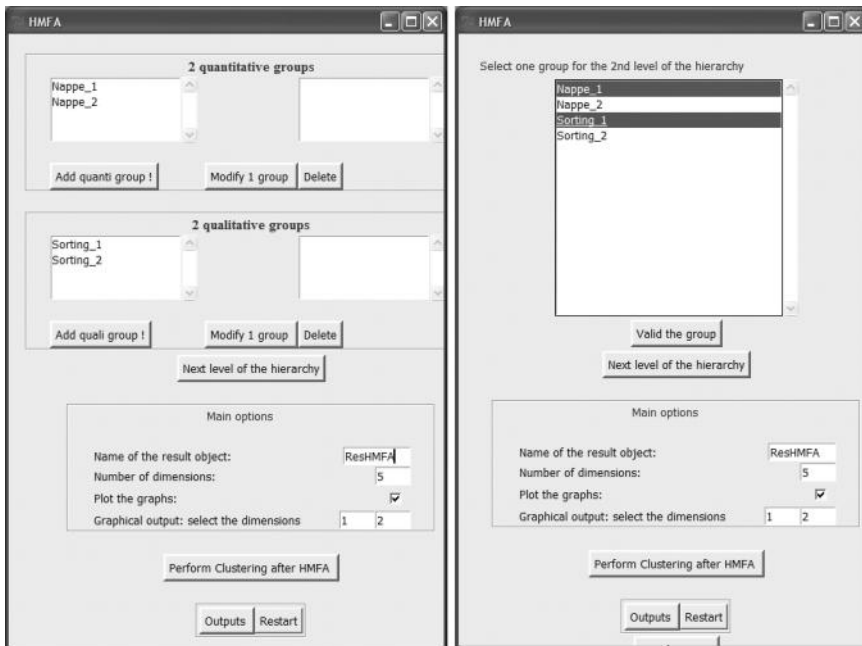 HMFA
2 quantitative groups
Nappe_1
Nappe_2
Add quanti group !
Modify 1 group
Delete
2 qualitative groups
Sorting_1
Sorting_2
Add quali group !
Modify 1 group
Delete
Next level of the hierarchy
Main options
Name of the result object: ResHMFA
Number of dimensions: 5
Plot the graphs:
Graphical output: select the dimensions 1 2
Perform Clustering after HMFA
Outputs
Restart
HMFA
Select one group for the 2nd level of the hierarchy
Nappe_1
Nappe_2
Sorting_1
Sorting_2
Valid the group
Next level of the hierarchy
Main options
Name of the result object: ResHMFA
Number of dimensions: 5
Plot the graphs:
Graphical output: select the dimensions 1 2
Perform Clustering after HMFA
Outputs
Restart